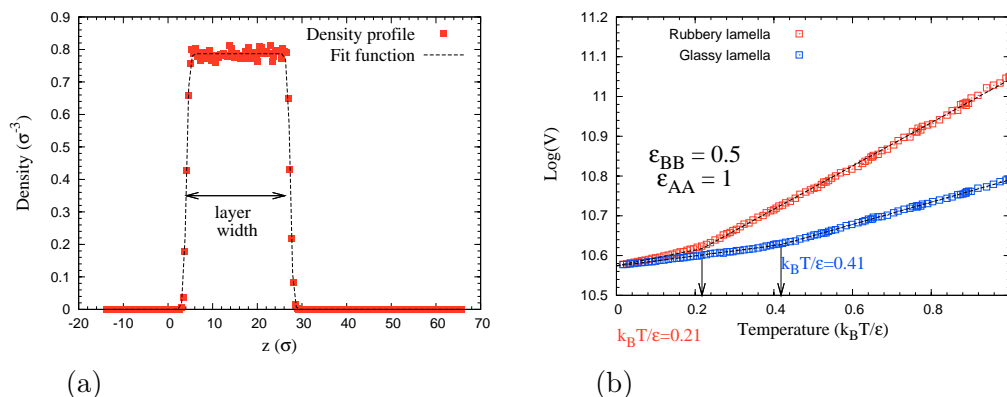 Density profile
Fit function
layer
width
Density (σ⁻³)
0.8
0.7
0.6
0.5
0.4
0.3
0.2
0.1
0
-20 -10 0 10 20 30 40 50 60 70
z (σ)
(a)
Rubbery lamella
Glassy lamella
ε_BB = 0.5
ε_AA = 1
k_BT/ε=0.41
Log(V)
11.2
11.1
11
10.9
10.8
10.7
10.6
10.5
0 0.2 0.4 0.6 0.8
Temperature (k_BT/ε)
k_BT/ε=0.21
(b)